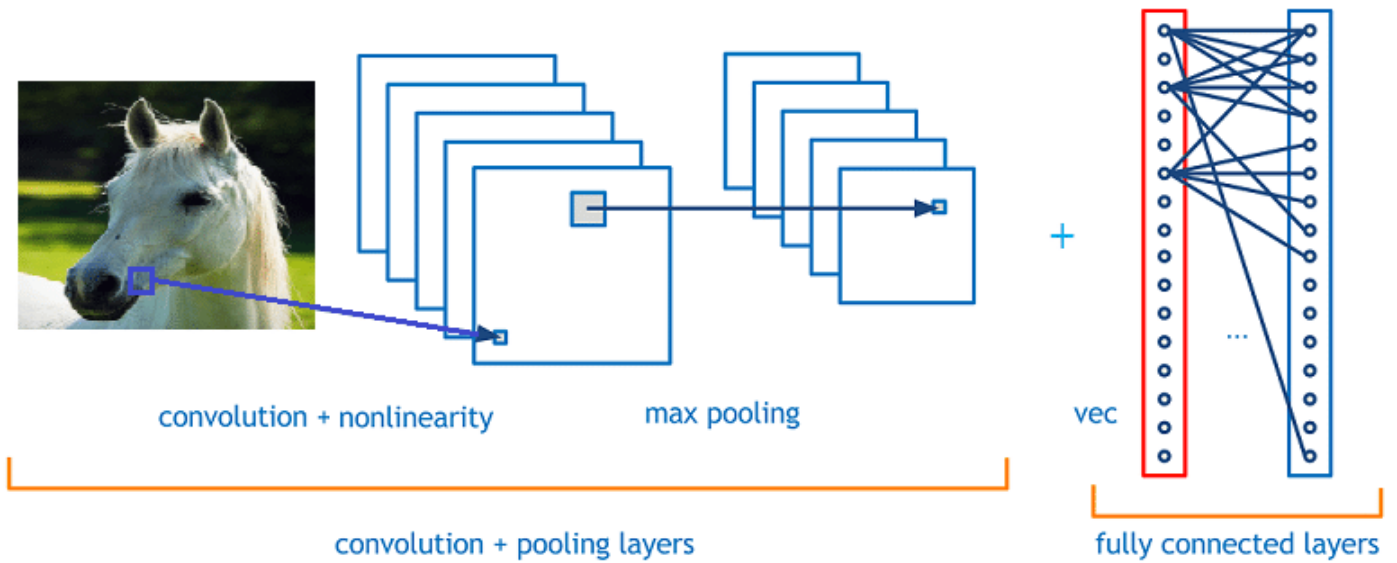 +
convolution + nonlinearity
max pooling
vec
...
convolution + pooling layers
fully connected layers